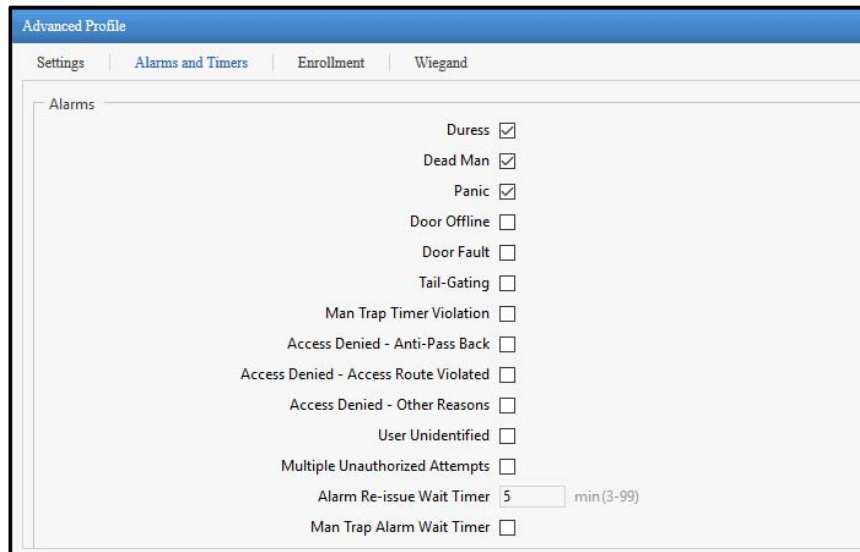 Advanced Profile
Settings Alarms and Timers Enrollment Wiegand
Alarms
Duress
Dead Man
Panic
Door Offline
Door Fault
Tail-Gating
Man Trap Timer Violation
Access Denied - Anti-Pass Back
Access Denied - Access Route Violated
Access Denied - Other Reasons
User Unidentified
Multiple Unauthorized Attempts
Alarm Re-issue Wait Timer 5 min(3-99)
Man Trap Alarm Wait Timer